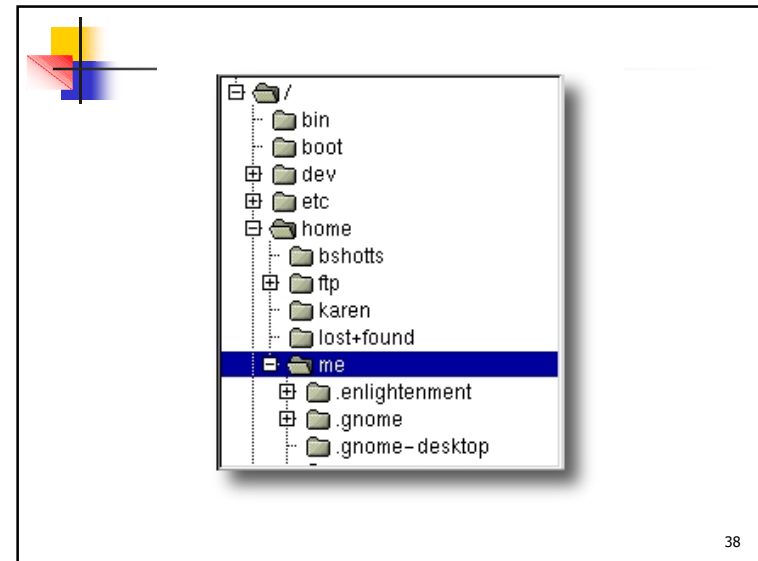 /
bin
boot
dev
etc
home
bshotts
ftp
karen
lost+found
me
.enlightenment
.gnome
.gnome-desktop
38